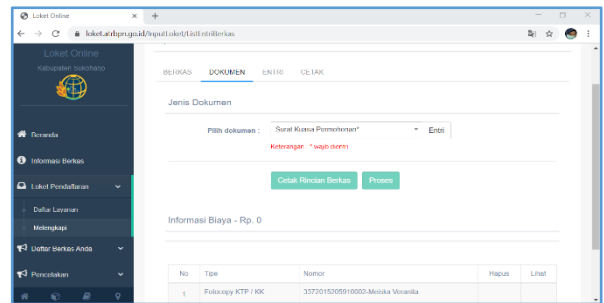 Loket Online
loket.atrbpn.go.id/InputLoket/ListEntriBerkas
Loket Online
Kabupaten Sukoharjo
Beranda
Informasi Berkas
Loket Pendaftaran
Daftar Layanan
Melengkapi
Daftar Berkas Anda
Pencetakan
BERKAS DOKUMEN ENTRI CETAK
Jenis Dokumen
Pilih dokumen : Surat Kuasa Permohonan* Entri
Keterangan : * wajib dientri
Cetak Rincian Berkas Proses
Informasi Biaya - Rp. 0
No Tipe Nomor Hapus Lihat
1 Fotocopy KTP / KK 3372015205910002-Meiska Veranita